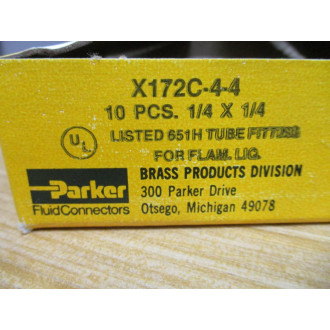 X172C-4-4
10 PCS. 1/4 X 1/4
UL
LISTED 651H TUBE FITTZSG
FOR FLAM. LIQ.
BRASS PRODUCTS DIVISION
Parker
300 Parker Drive
FluidConnectors
Otsego, Michigan 49078